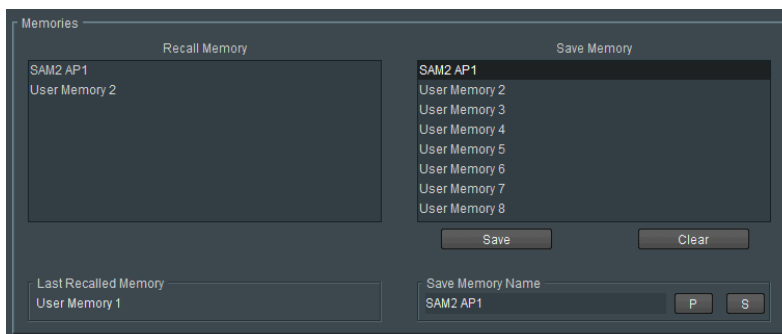 Memories
Recall Memory
SAM2 AP1
User Memory 2
Save Memory
SAM2 AP1
User Memory 2
User Memory 3
User Memory 4
User Memory 5
User Memory 6
User Memory 7
User Memory 8
Save
Clear
Last Recalled Memory
User Memory 1
Save Memory Name
SAM2 AP1
P
S